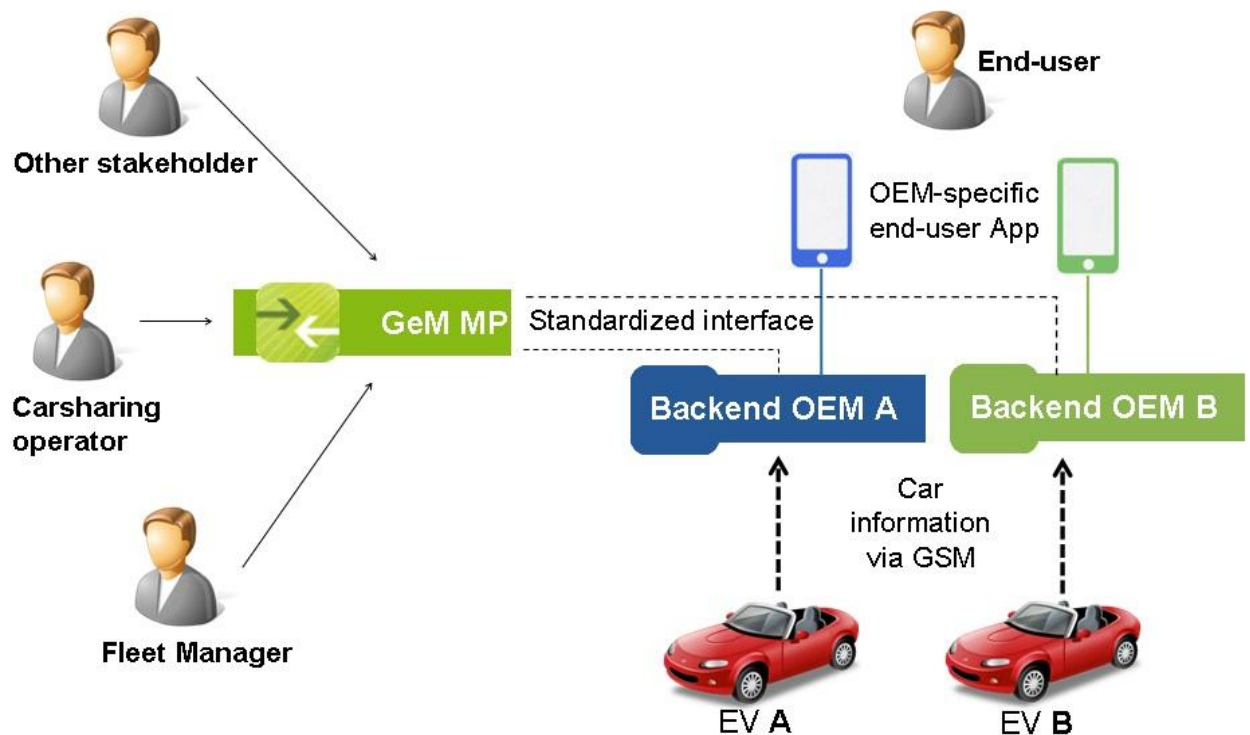 End-user
Other stakeholder
OEM-specific
end-user App
GeM MP
Standardized interface
Carsharing
operator
Backend OEM A
Backend OEM B
Car
information
via GSM
Fleet Manager
EV A
EV B